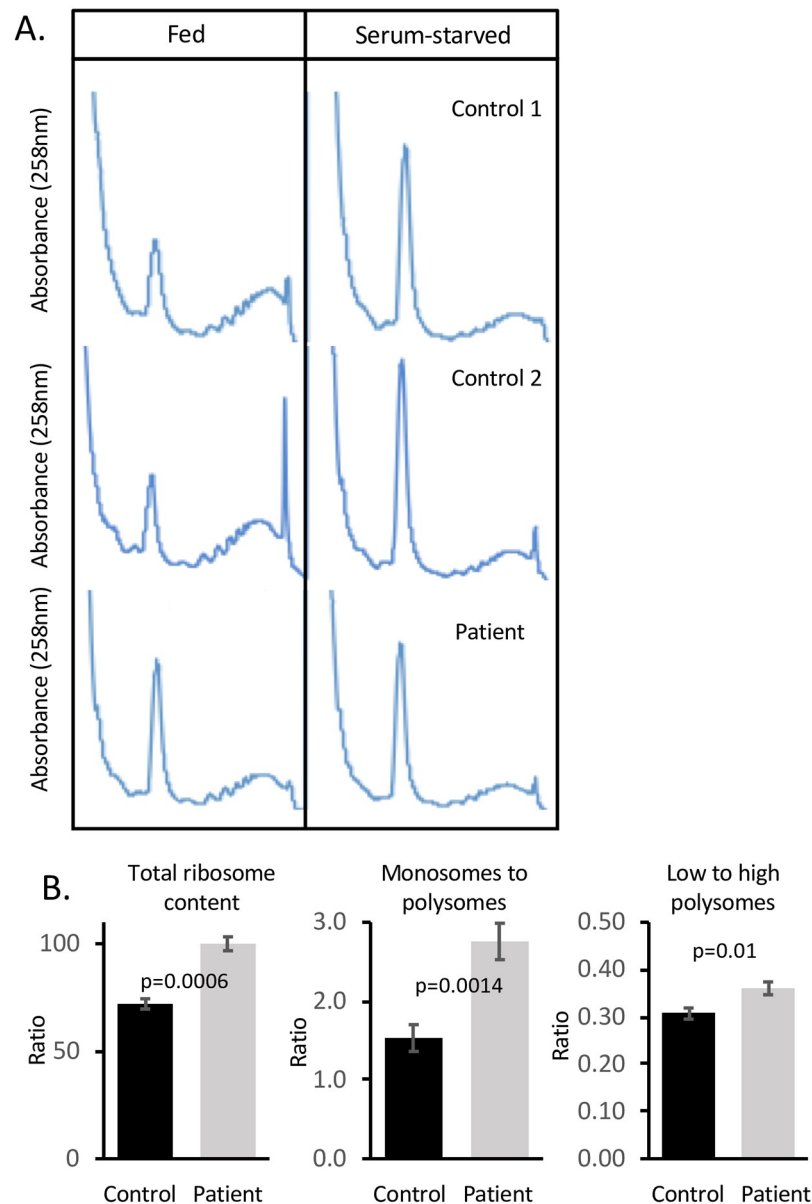 A.
Fed
Serum-starved
Absorbance (258nm)
Control 1
Absorbance (258nm)
Control 2
Absorbance (258nm)
Patient
B.
Total ribosome
content
Ratio
100
50
0
p=0.0006
Control
Patient
Monosomes to
polysomes
Ratio
3.0
2.0
1.0
0.0
p=0.0014
Control
Patient
Low to high
polysomes
Ratio
0.50
0.40
0.30
0.20
0.10
0.00
p=0.01
Control
Patient